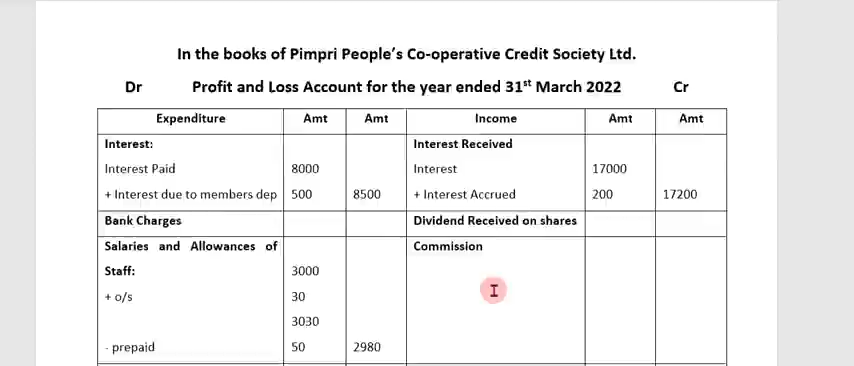 In the books of Pimpri People's Co-operative Credit Society Ltd.
Dr Profit and Loss Account for the year ended 31st March 2022 Cr
Expenditure Amt Amt Income Amt Amt
Interest: Interest Received
Interest Paid 8000 Interest 17000
+ Interest due to members dep 500 8500 + Interest Accrued 200 17200
Bank Charges Dividend Received on shares
Salaries and Allowances of Commission
Staff: 3000
+ o/s 30
3030
- prepaid 50 2980